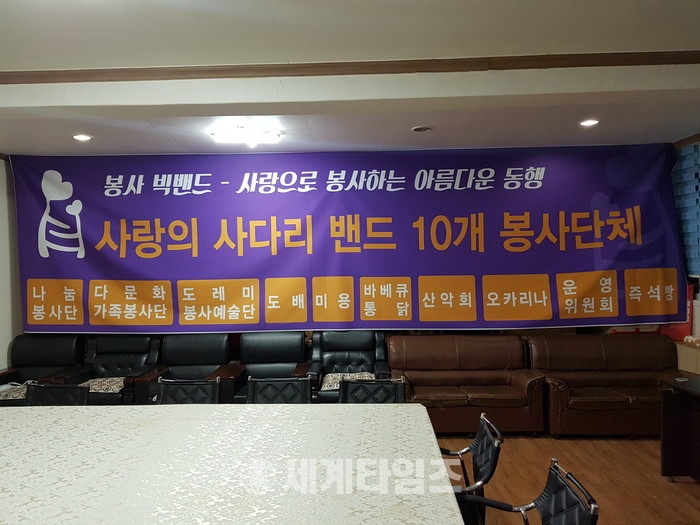 봉사 빅밴드 - 사랑으로 봉사하는 아름다운 동행
사랑의 사다리 밴드 10개 봉사단체
나눔
봉사단
다문화
가족봉사단
도레미
봉사예술단
도배
미용
바베큐
통닭
산악회
오카리나
운영
위원회
즉석빵
세계타임즈